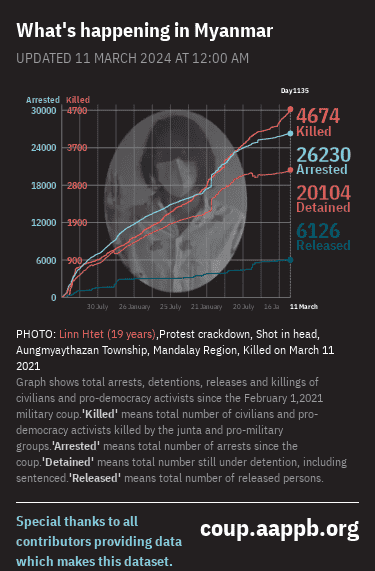 What's happening in Myanmar
UPDATED 11 MARCH 2024 AT 12:00 AM
Day1135
Arrested Killed
30000 4700
24000 3700
18000 2800
12000 1900
6000 900
0
4674
Killed
26230
Arrested
20104
Detained
6126
Released
30 July 26 January 25 July 21 January 20 July 16 Ja 11 March
PHOTO: Linn Htet (19 years),Protest crackdown, Shot in head,
Aungmyaythazan Township, Mandalay Region, Killed on March 11
2021
Graph shows total arrests, detentions, releases and killings of
civilians and pro-democracy activists since the February 1,2021
military coup.'Killed' means total number of civilians and pro-
democracy activists killed by the junta and pro-military
groups.'Arrested' means total number of arrests since the
coup.'Detained' means total number still under detention, including
sentenced.'Released' means total number of released persons.
Special thanks to all
contributors providing data
which makes this dataset.
coup.aappb.org